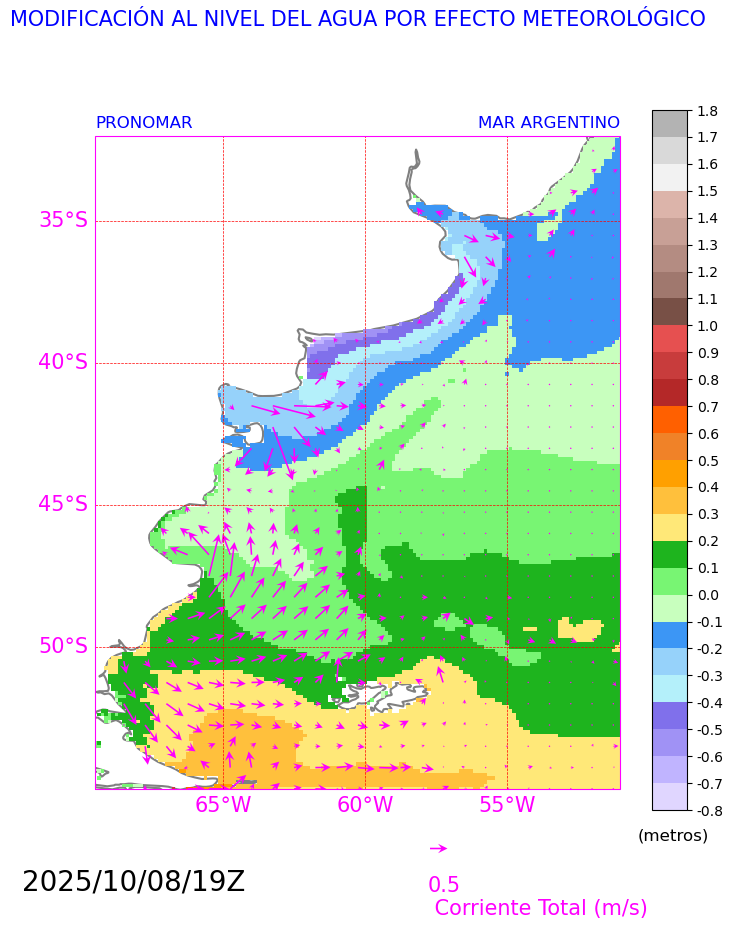 MODIFICACIÓN AL NIVEL DEL AGUA POR EFECTO METEOROLÓGICO
PRONOMAR MAR ARGENTINO
35°S
40°S
45°S
50°S
65°W 60°W 55°W
1.8
1.7
1.6
1.5
1.4
1.3
1.2
1.1
1.0
0.9
0.8
0.7
0.6
0.5
0.4
0.3
0.2
0.1
0.0
-0.1
-0.2
-0.3
-0.4
-0.5
-0.6
-0.7
-0.8
(metros)
2025/10/08/19Z
0.5
Corriente Total (m/s)